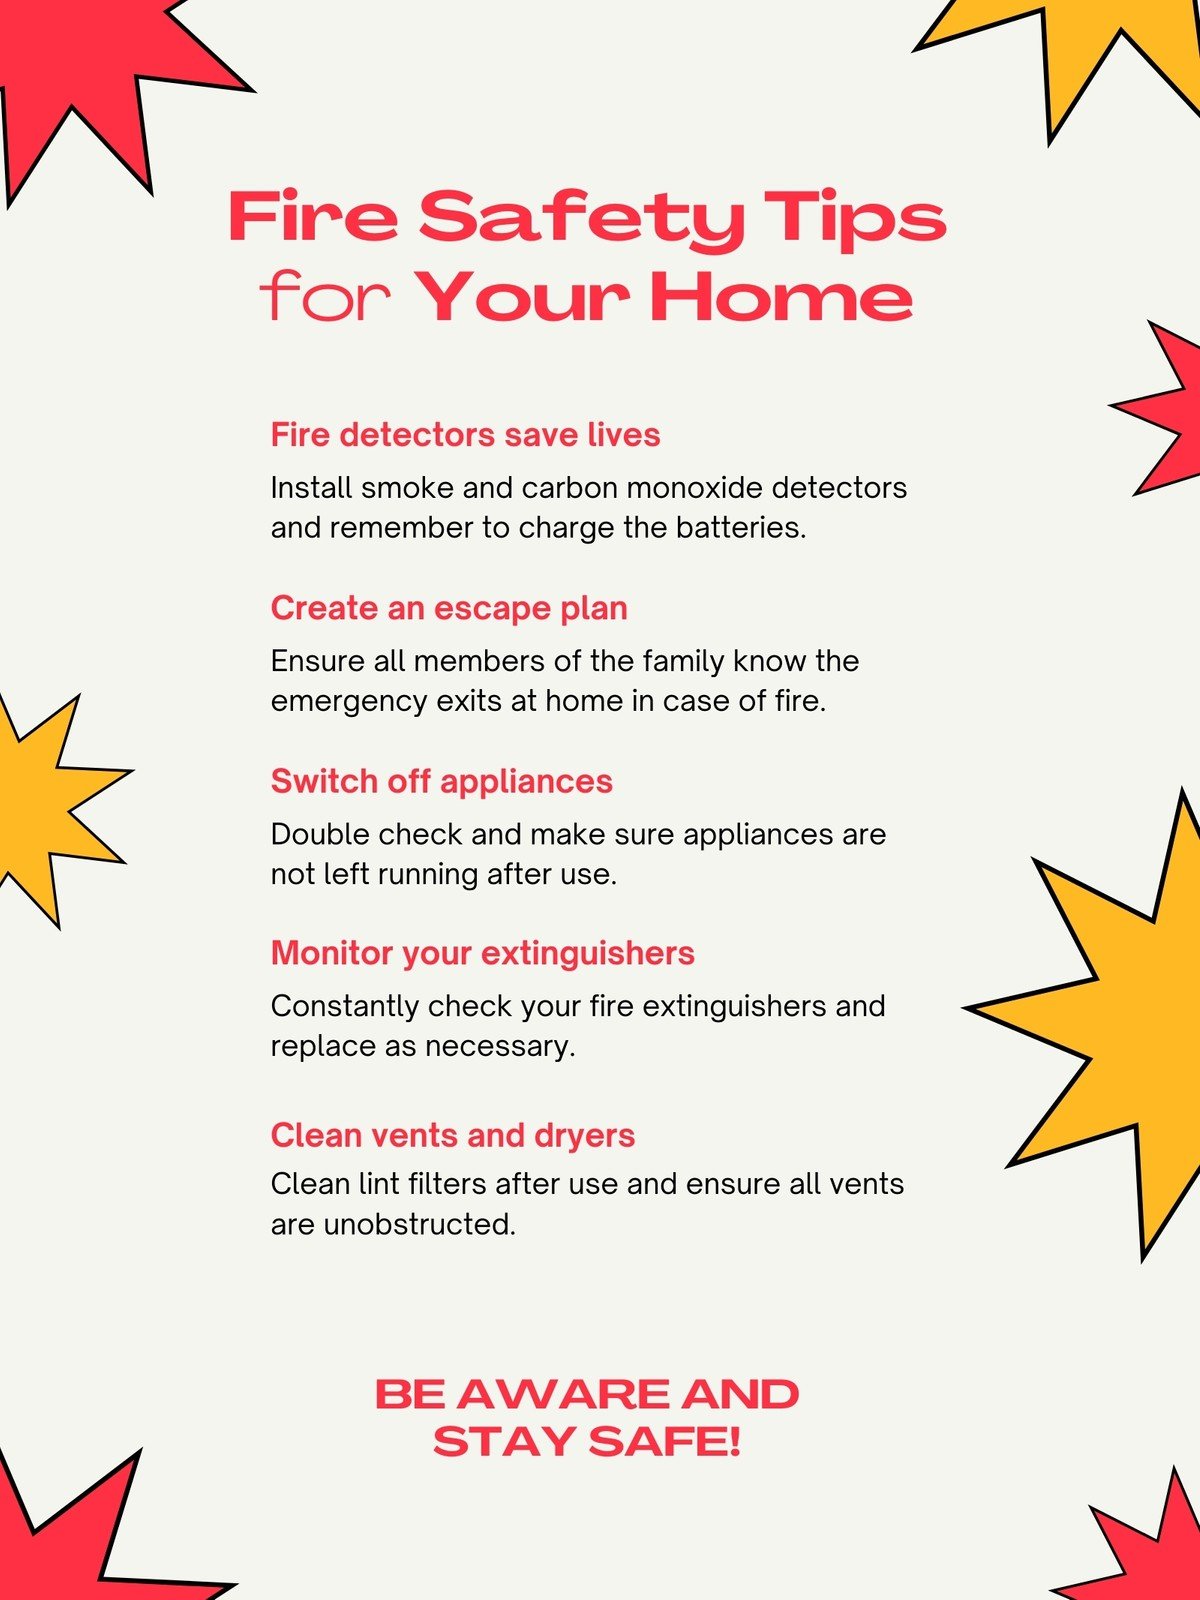 Fire Safety Tips
for Your Home
Fire detectors save lives
Install smoke and carbon monoxide detectors
and remember to charge the batteries.
Create an escape plan
Ensure all members of the family know the
emergency exits at home in case of fire.
Switch off appliances
Double check and make sure appliances are
not left running after use.
Monitor your extinguishers
Constantly check your fire extinguishers and
replace as necessary.
Clean vents and dryers
Clean lint filters after use and ensure all vents
are unobstructed.
BE AWARE AND
STAY SAFE!